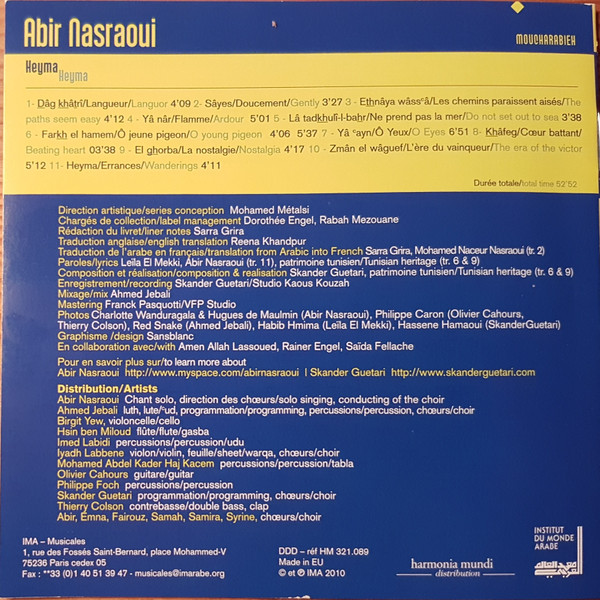 Abir Nasraoui
MOUCHARABIEH
Heyma
Heyma
1- Dâg khâṭrî/Langueur/Languor 4'09 2- Sâyes/Doucement/Gently 3'27 3 - Ethnâya wâssᶜâ/Les chemins paraissent aisés/The
paths seem easy 4'12 4- Yâ nâr/Flamme/Ardour 5'01 5- Lâ tadkhulî-l-baḥr/Ne prend pas la mer/Do not set out to sea 3'38
6 - Farkh el hamem/Ô jeune pigeon/O young pigeon 4'06 5'37 7 - Yâ ᶜayn/Ô Yeux/O Eyes 6'51 8- Khâfeg/Cœur battant/
Beating heart 03'38 9 - El ghorba/La nostalgie/Nostalgia 4'17 10 - Zmân el wâguef/L'ère du vainqueur/The era of the victor
5'12 11- Heyma/Errances/Wanderings 4'11
Durée totale/total time 52'52
Direction artistique/series conception Mohamed Métalsi
Chargés de collection/label management Dorothée Engel, Rabah Mezouane
Rédaction du livret/liner notes Sarra Grira
Traduction anglaise/english translation Reena Khandpur
Traduction de l'arabe en français/translation from Arabic into French Sarra Grira, Mohamed Naceur Nasraoui (tr. 2)
Paroles/lyrics Leïla El Mekki, Abir Nasraoui (tr. 11), patrimoine tunisien/Tunisian heritage (tr. 6 & 9)
Composition et réalisation/composition & realisation Skander Guetari, patrimoine tunisien/Tunisian heritage (tr. 6 & 9)
Enregistrement/recording Skander Guetari/Studio Kaous Kouzah
Mixage/mix Ahmed Jebali
Mastering Franck Pasquotti/VFP Studio
Photos Charlotte Wanduragala & Hugues de Maulmin (Abir Nasraoui), Philippe Caron (Olivier Cahours,
Thierry Colson), Red Snake (Ahmed Jebali), Habib Hmima (Leïla El Mekki), Hassene Hamaoui (SkanderGuetari)
Graphisme /design Sansblanc
En collaboration avec/with Amen Allah Lassoued, Rainer Engel, Saïda Fellache
Pour en savoir plus sur/to learn more about
Abir Nasraoui http://www.myspace.com/abirnasraoui I Skander Guetari http://www.skanderguetari.com
Distribution/Artists
Abir Nasraoui Chant solo, direction des chœurs/solo singing, conducting of the choir
Ahmed Jebali luth, lute/ᶜud, programmation/programming, percussions/percussion, chœurs/choir
Birgit Yew, violoncelle/cello
Hsin ben Miloud flûte/flute/gasba
Imed Labidi percussions/percussion/udu
Iyadh Labbene violon/violin, feuille/sheet/warqa, chœurs/choir
Mohamed Abdel Kader Haj Kacem percussions/percussion/tabla
Olivier Cahours guitare/guitar
Philippe Foch percussions/percussion
Skander Guetari programmation/programming, chœurs/choir
Thierry Colson contrebasse/double bass, clap
Abir, Emna, Fairouz, Samah, Samira, Syrine, chœurs/choir
IMA – Musicales
1, rue des Fossés Saint-Bernard, place Mohammed-V
75236 Paris cedex 05
Fax : **33 (0)1 40 51 39 47 - musicales@imarabe.org
DDD – réf HM 321.089
Made in EU
© et ℗ IMA 2010
harmonia mundi
distribution
INSTITUT
DU MONDE
ARABE